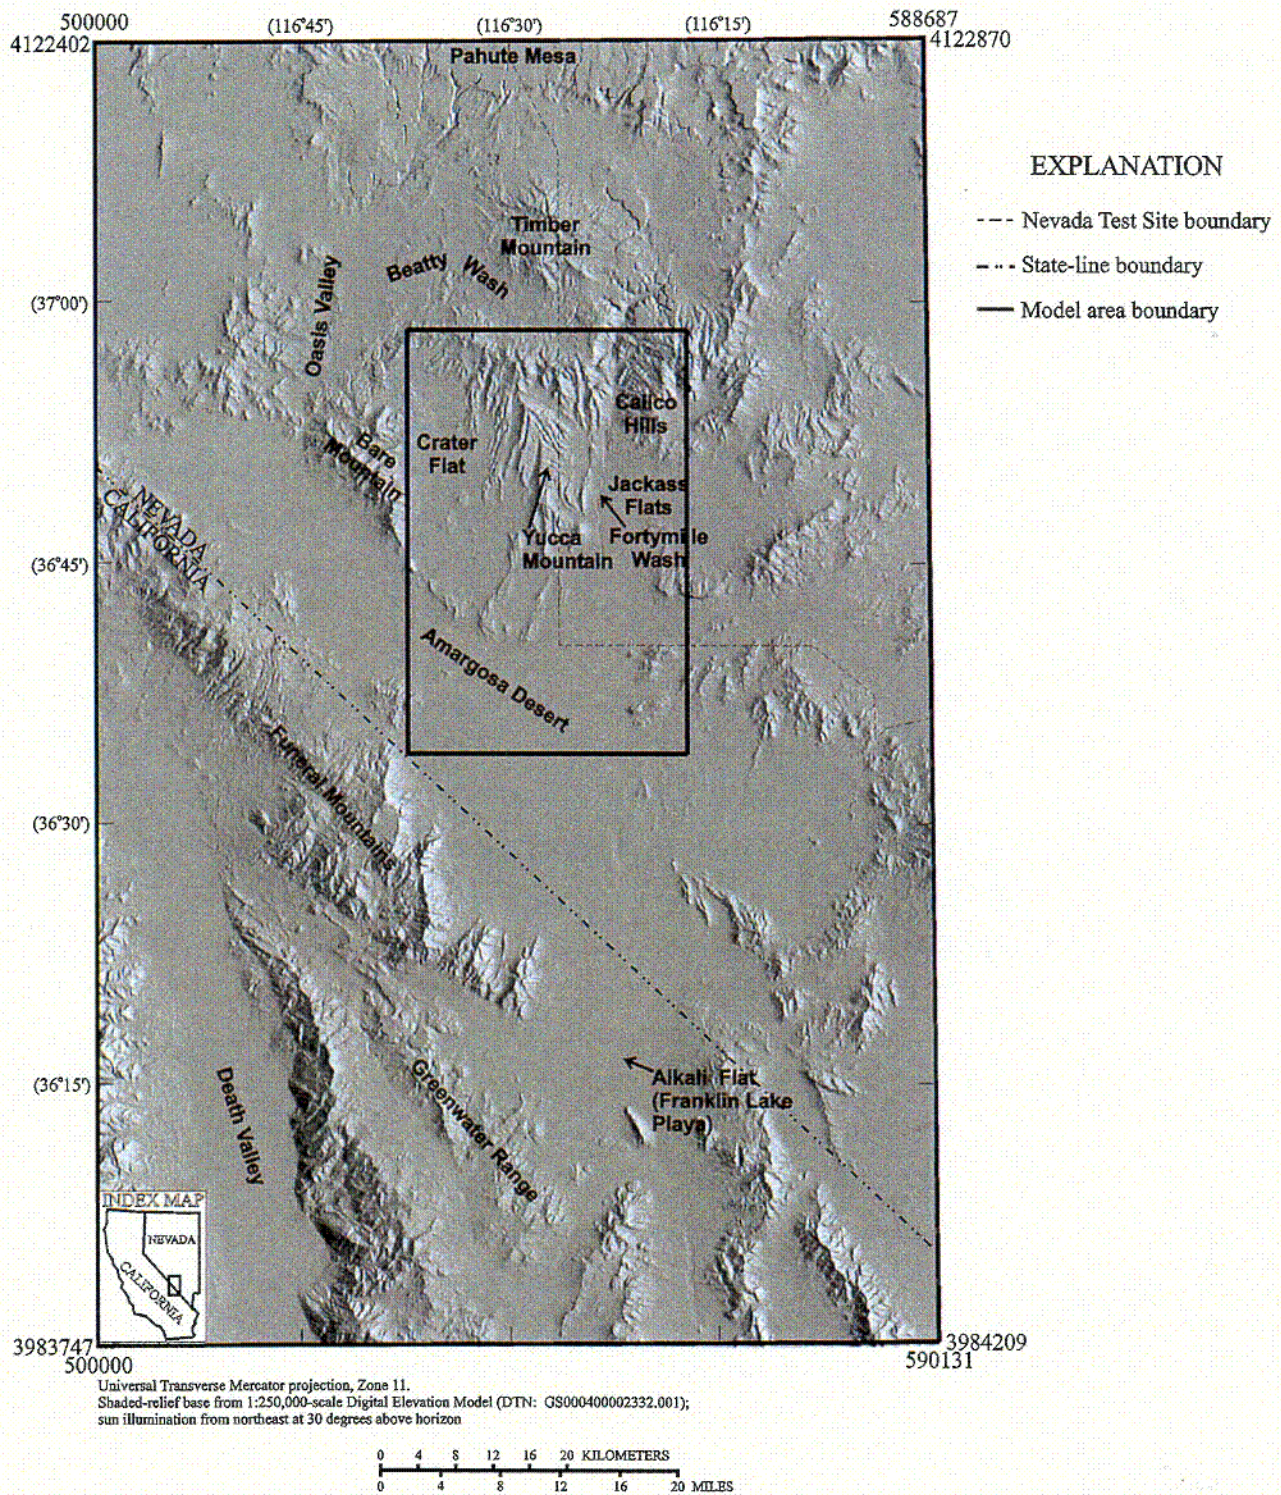 500000
(116°45')
(116°30')
(116°15')
588687
4122402
4122870
Pahute Mesa
EXPLANATION
Nevada Test Site boundary
State-line boundary
Model area boundary
Timber
Mountain
Beatty Wash
Oasis Valley
(37°00')
Calico
Hills
Crater
Flat
Bare
Mountain
Jackass
Flats
Yucca
Mountain
Fortymile
Wash
NEVADA
CALIFORNIA
(36°45')
Amargosa Desert
Funeral Mountains
(36°30')
(36°15')
Alkali Flat
(Franklin Lake
Playa)
Greenwater Range
Death Valley
INDEX MAP
NEVADA
CALIFORNIA
3983747
3984209
500000
590131
Universal Transverse Mercator projection, Zone 11.
Shaded-relief base from 1:250,000-scale Digital Elevation Model (DTN: GS000400002332.001);
sun illumination from northeast at 30 degrees above horizon
0 4 8 12 16 20 KILOMETERS
0 4 8 12 16 20 MILES